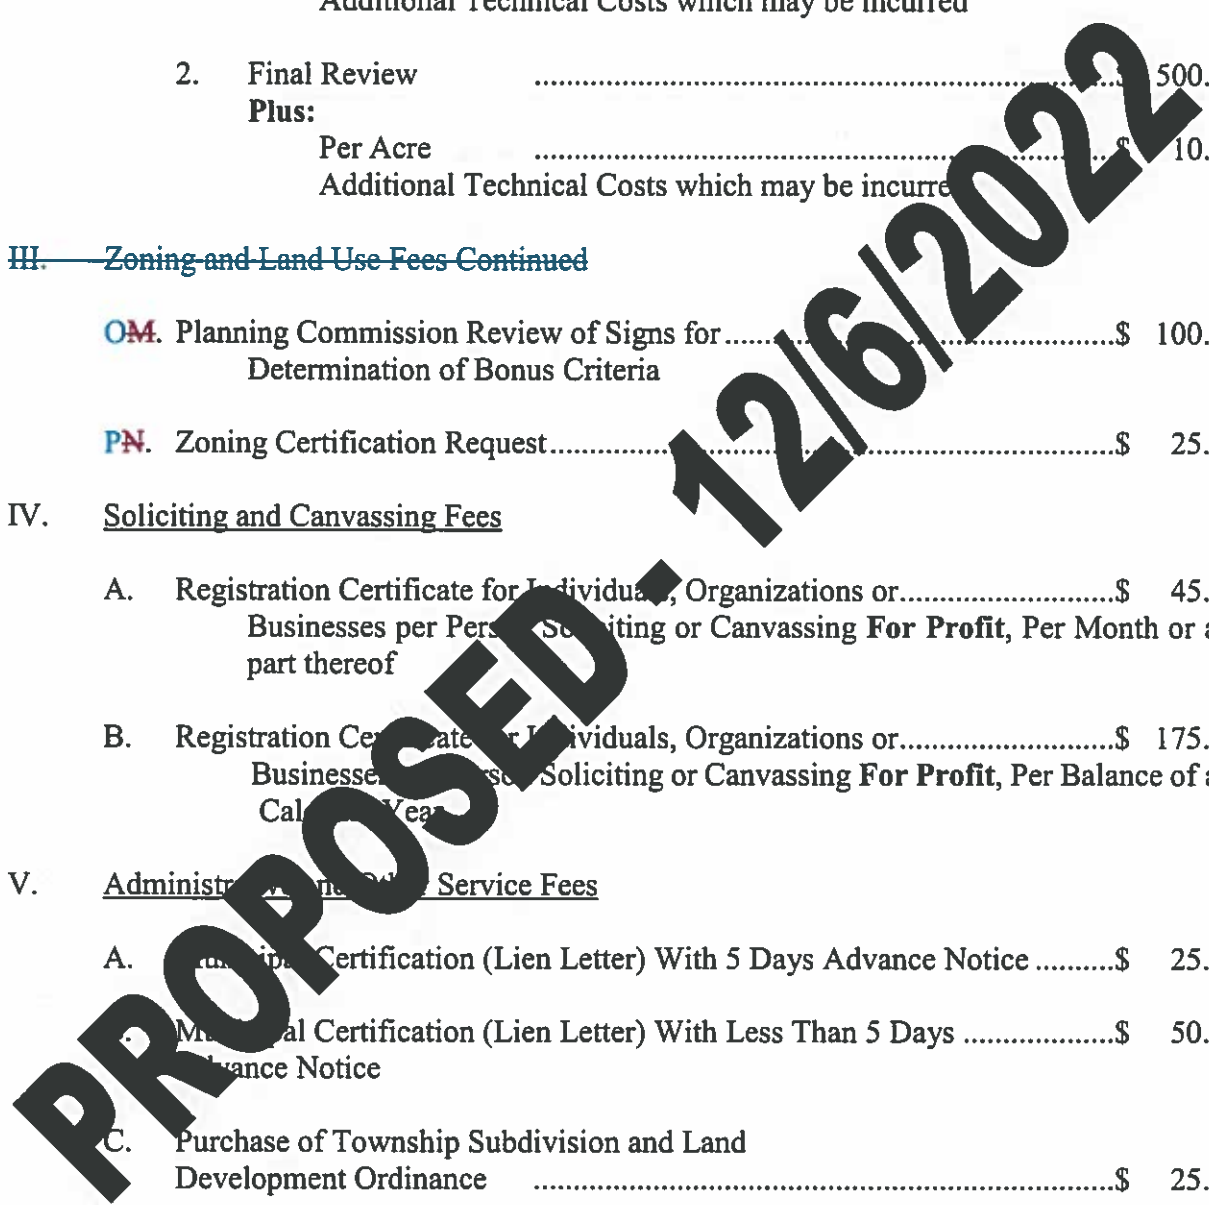 Additional Technical Costs which may be incurred
2. Final Review ........................................................................ $ 500.
Plus:
Per Acre ........................................................................ $ 10.
Additional Technical Costs which may be incurre
III. Zoning and Land Use Fees Continued
OM. Planning Commission Review of Signs for ................................................ $ 100.
Determination of Bonus Criteria
PN. Zoning Certification Request ...................................................................... $ 25.
IV. Soliciting and Canvassing Fees
A. Registration Certificate for Individuals, Organizations or ........................... $ 45.
Businesses per Person Soliciting or Canvassing For Profit, Per Month or a
part thereof
B. Registration Certificate for Individuals, Organizations or ........................... $ 175.
Businesses Soliciting or Canvassing For Profit, Per Balance of a
Calendar Year
V. Administrative and Other Service Fees
A. Municipal Certification (Lien Letter) With 5 Days Advance Notice .......... $ 25.
Municipal Certification (Lien Letter) With Less Than 5 Days ................... $ 50.
Advance Notice
C. Purchase of Township Subdivision and Land
Development Ordinance ........................................................................ $ 25.
PROPOSED - 12/6/2022